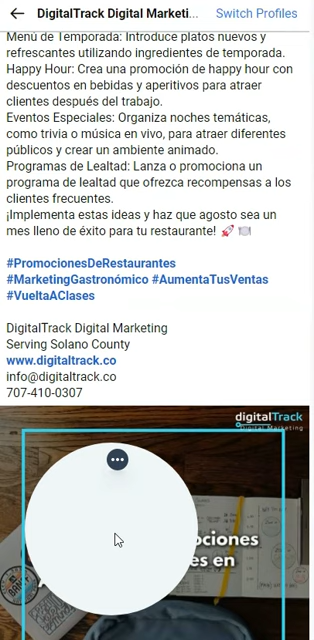 DigitalTrack Digital Marketi...
Switch Profiles
Menú de Temporada: Introduce platos nuevos y
refrescantes utilizando ingredientes de temporada.
Happy Hour: Crea una promoción de happy hour con
descuentos en bebidas y aperitivos para atraer
clientes después del trabajo.
Eventos Especiales: Organiza noches temáticas,
como trivia o música en vivo, para atraer diferentes
públicos y crear un ambiente animado.
Programas de Lealtad: Lanza o promociona un
programa de lealtad que ofrezca recompensas a los
clientes frecuentes.
¡Implementa estas ideas y haz que agosto sea un
mes lleno de éxito para tu restaurante! 🚀 🍽️
#PromocionesDeRestaurantes
#MarketingGastronómico #AumentaTusVentas
#VueltaAClases
DigitalTrack Digital Marketing
Serving Solano County
www.digitaltrack.co
info@digitaltrack.co
707-410-0307
digitalTrack
Digital Marketing
ociones
es en